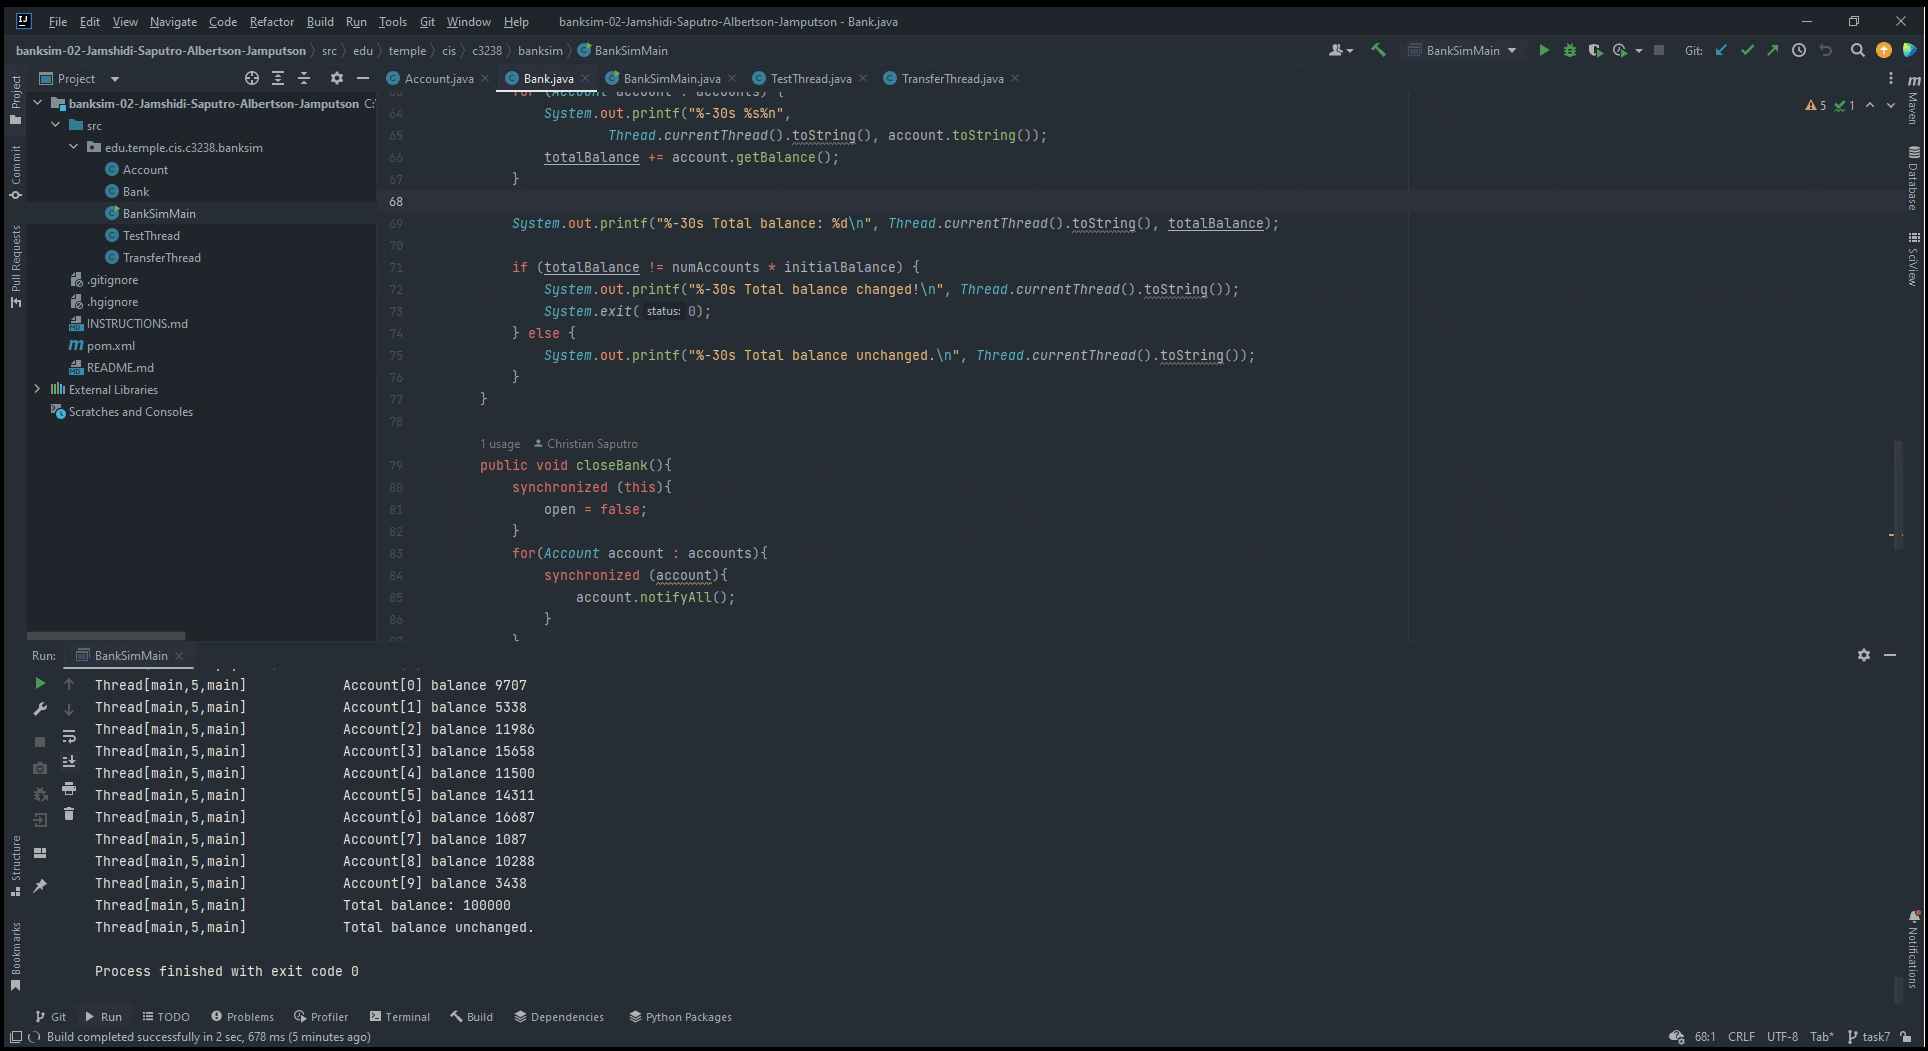 File Edit View Navigate Code Refactor Build Run Tools Git Window Help banksim-02-Jamshidi-Saputro-Albertson-Jamputson - Bank.java
banksim-02-Jamshidi-Saputro-Albertson-Jamputson src edu temple cis c3238 banksim BankSimMain BankSimMain Git:
Project
Account.java Bank.java BankSimMain.java TestThread.java TransferThread.java
Project
Commit
Pull Requests
banksim-02-Jamshidi-Saputro-Albertson-Jamputson C:
src
edu.temple.cis.c3238.banksim
Account
Bank
BankSimMain
TestThread
TransferThread
.gitignore
.hgignore
INSTRUCTIONS.md
pom.xml
README.md
External Libraries
Scratches and Consoles
5 1
Maven
Database
SciView
63 for (Account account : accounts) {
64 System.out.printf("%-30s %s%n",
65 Thread.currentThread().toString(), account.toString());
66 totalBalance += account.getBalance();
67 }
68
69 System.out.printf("%-30s Total balance: %d\n", Thread.currentThread().toString(), totalBalance);
70
71 if (totalBalance != numAccounts * initialBalance) {
72 System.out.printf("%-30s Total balance changed!\n", Thread.currentThread().toString());
73 System.exit( status: 0);
74 } else {
75 System.out.printf("%-30s Total balance unchanged.\n", Thread.currentThread().toString());
76 }
77 }
78
1 usage Christian Saputro
79 public void closeBank(){
80 synchronized (this){
81 open = false;
82 }
83 for(Account account : accounts){
84 synchronized (account){
85 account.notifyAll();
86 }
87 }
Run: BankSimMain
Thread[main,5,main] Account[0] balance 9707
Thread[main,5,main] Account[1] balance 5338
Thread[main,5,main] Account[2] balance 11986
Thread[main,5,main] Account[3] balance 15658
Thread[main,5,main] Account[4] balance 11500
Thread[main,5,main] Account[5] balance 14311
Thread[main,5,main] Account[6] balance 16687
Thread[main,5,main] Account[7] balance 1087
Thread[main,5,main] Account[8] balance 10288
Thread[main,5,main] Account[9] balance 3438
Thread[main,5,main] Total balance: 100000
Thread[main,5,main] Total balance unchanged.
Process finished with exit code 0
Structure
Bookmarks
Notifications
Git Run TODO Problems Profiler Terminal Build Dependencies Python Packages
Build completed successfully in 2 sec, 678 ms (5 minutes ago) 68:1 CRLF UTF-8 Tab* task7